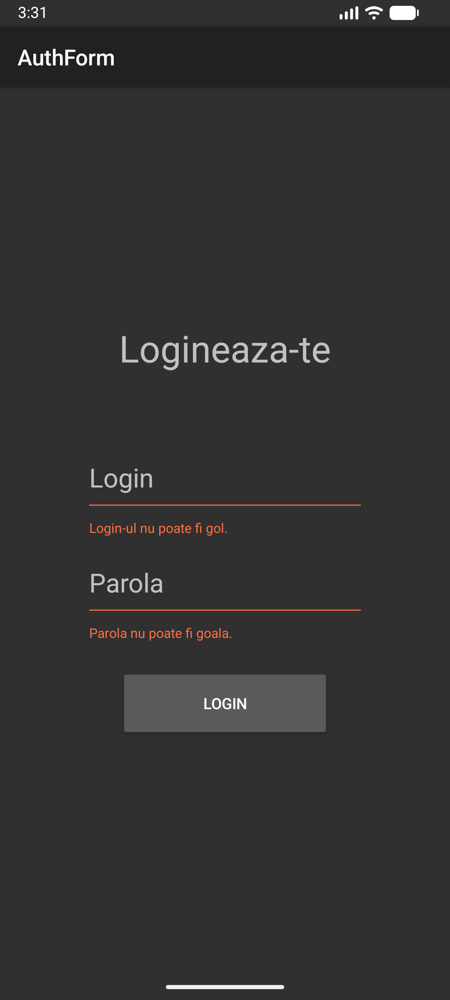 3:31
AuthForm
Logineaza-te
Login
Login-ul nu poate fi gol.
Parola
Parola nu poate fi goala.
LOGIN